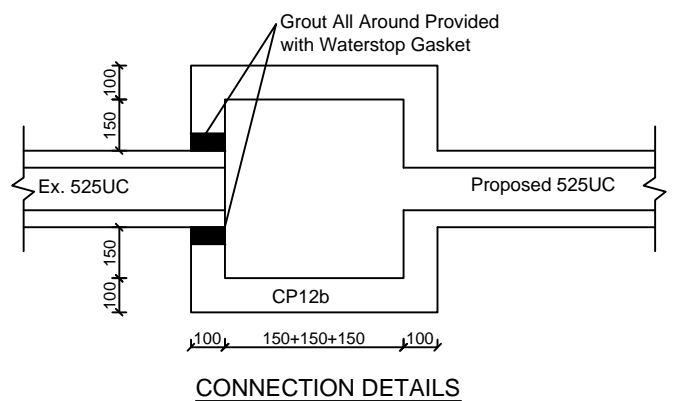 Grout All Around Provided
with Waterstop Gasket
100
150
Ex. 525UC
Proposed 525UC
150
100
CP12b
100
150+150+150
100
CONNECTION DETAILS